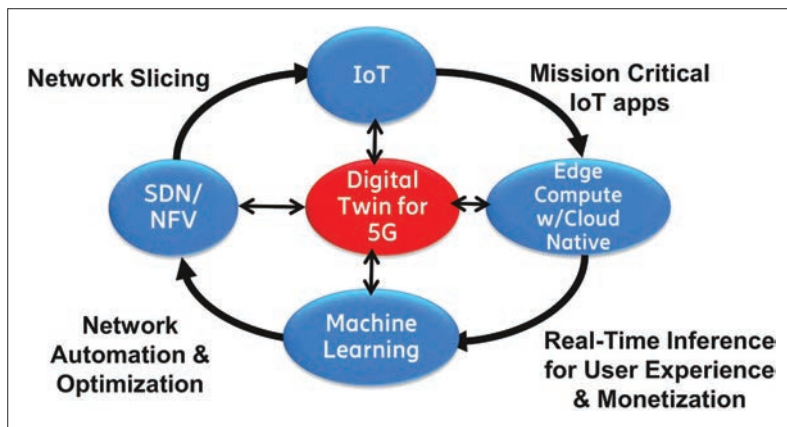 Network Slicing
IoT
Mission Critical
IoT apps
SDN/
NFV
Digital
Twin for
5G
Edge
Compute
w/Cloud
Native
Network
Automation &
Optimization
Machine
Learning
Real-Time Inference
for User Experience
& Monetization